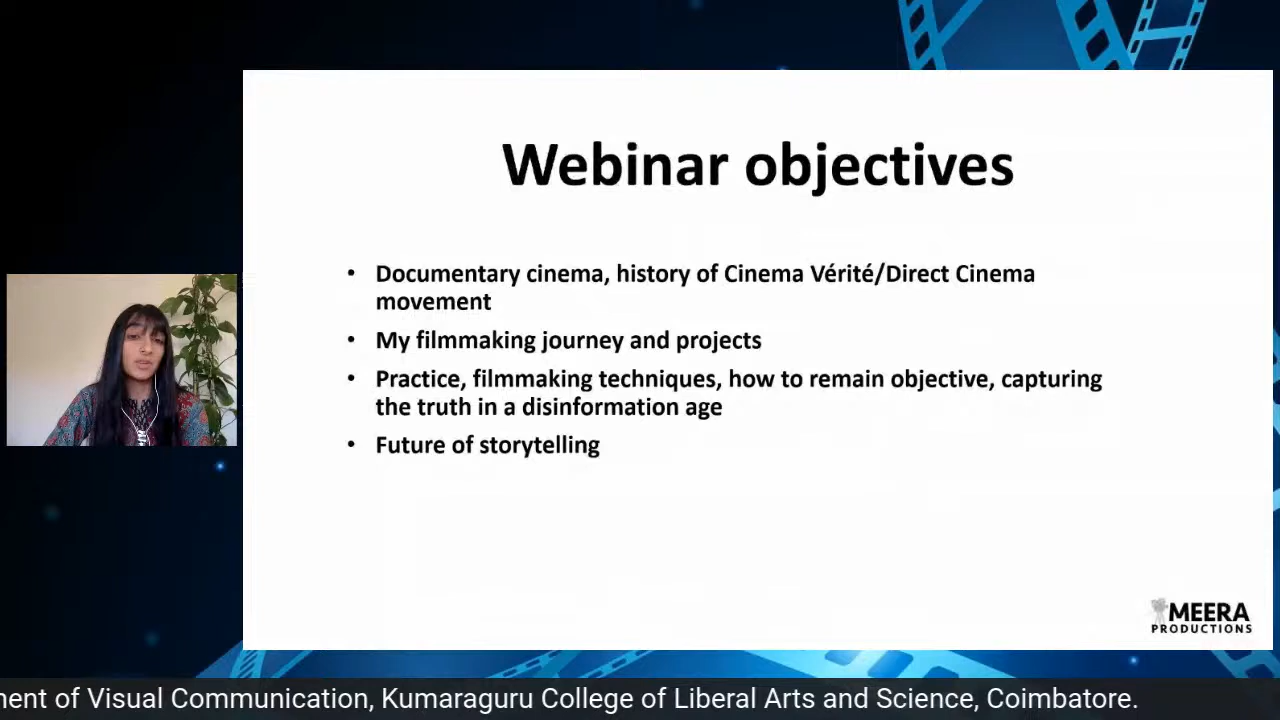 Webinar objectives
• Documentary cinema, history of Cinema Vérité/Direct Cinema
movement
• My filmmaking journey and projects
• Practice, filmmaking techniques, how to remain objective, capturing
the truth in a disinformation age
• Future of storytelling
MEERA
PRODUCTIONS
of Visual Communication, Kumaraguru College of Liberal Arts and Science, Coimbatore.